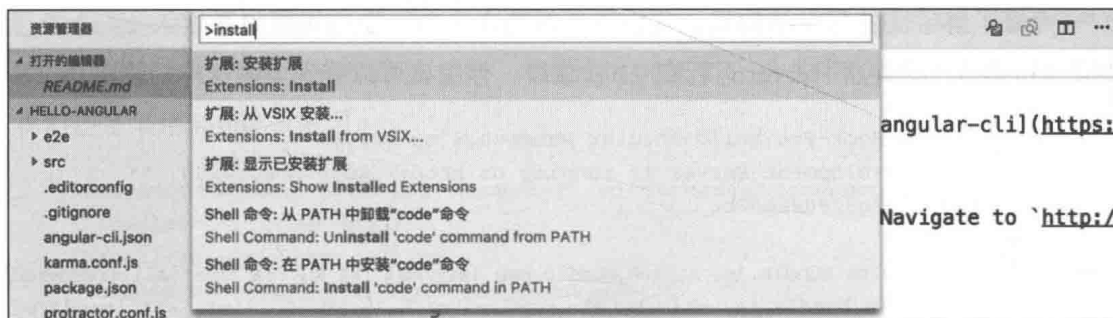 资源管理器
打开的编辑器
README.md
HELLO-ANGULAR
e2e
src
.editorconfig
.gitignore
angular-cli.json
karma.conf.js
package.json
protractor.conf.js
>install
扩展: 安装扩展
Extensions: Install
扩展: 从 VSIX 安装...
Extensions: Install from VSIX...
扩展: 显示已安装扩展
Extensions: Show Installed Extensions
Shell 命令: 从 PATH 中卸载"code"命令
Shell Command: Uninstall 'code' command from PATH
Shell 命令: 在 PATH 中安装"code"命令
Shell Command: Install 'code' command in PATH
angular-cli](https:
Navigate to `http:/